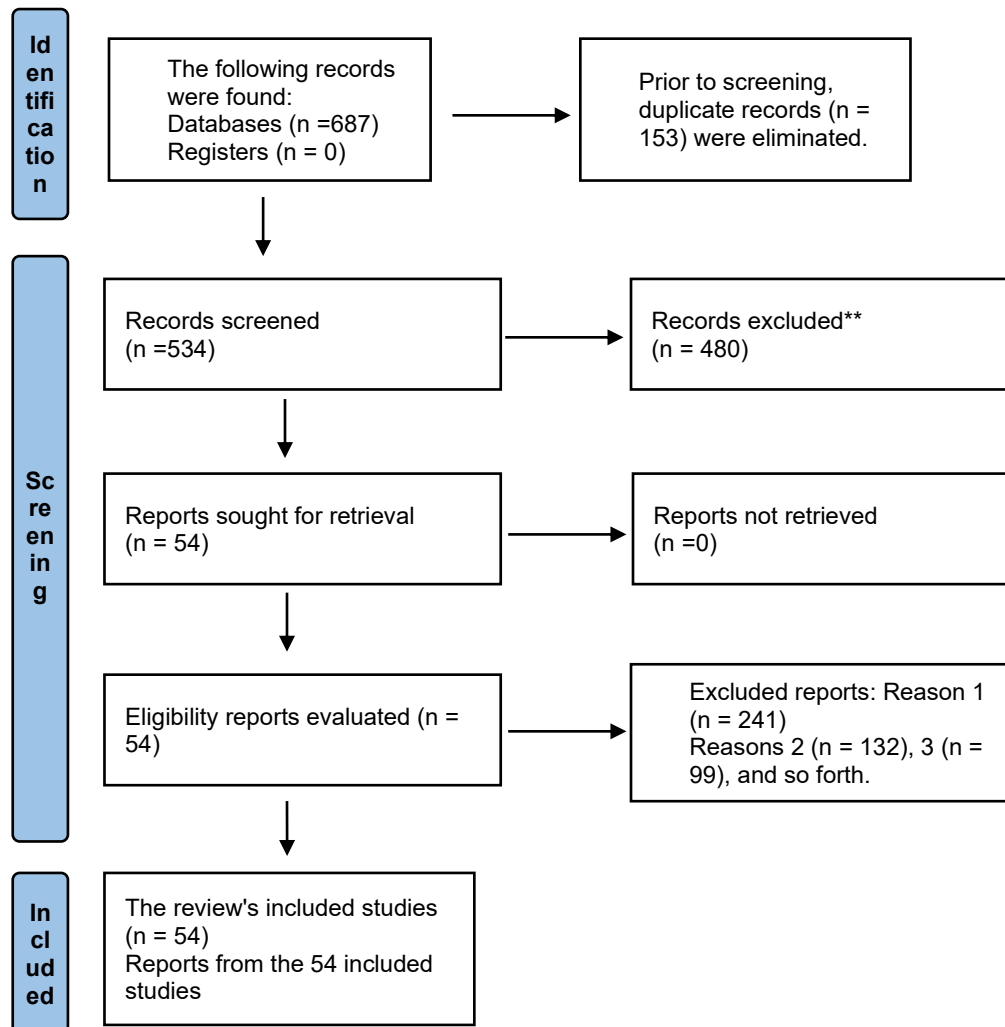 Id
en
tifi
ca
tio
n
The following records
were found:
Databases (n =687)
Registers (n = 0)
Prior to screening,
duplicate records (n =
153) were eliminated.
Sc
re
en
in
g
Records screened
(n =534)
Records excluded**
(n = 480)
Reports sought for retrieval
(n = 54)
Reports not retrieved
(n =0)
Eligibility reports evaluated (n =
54)
Excluded reports: Reason 1
(n = 241)
Reasons 2 (n = 132), 3 (n =
99), and so forth.
In
cl
ud
ed
The review's included studies
(n = 54)
Reports from the 54 included
studies